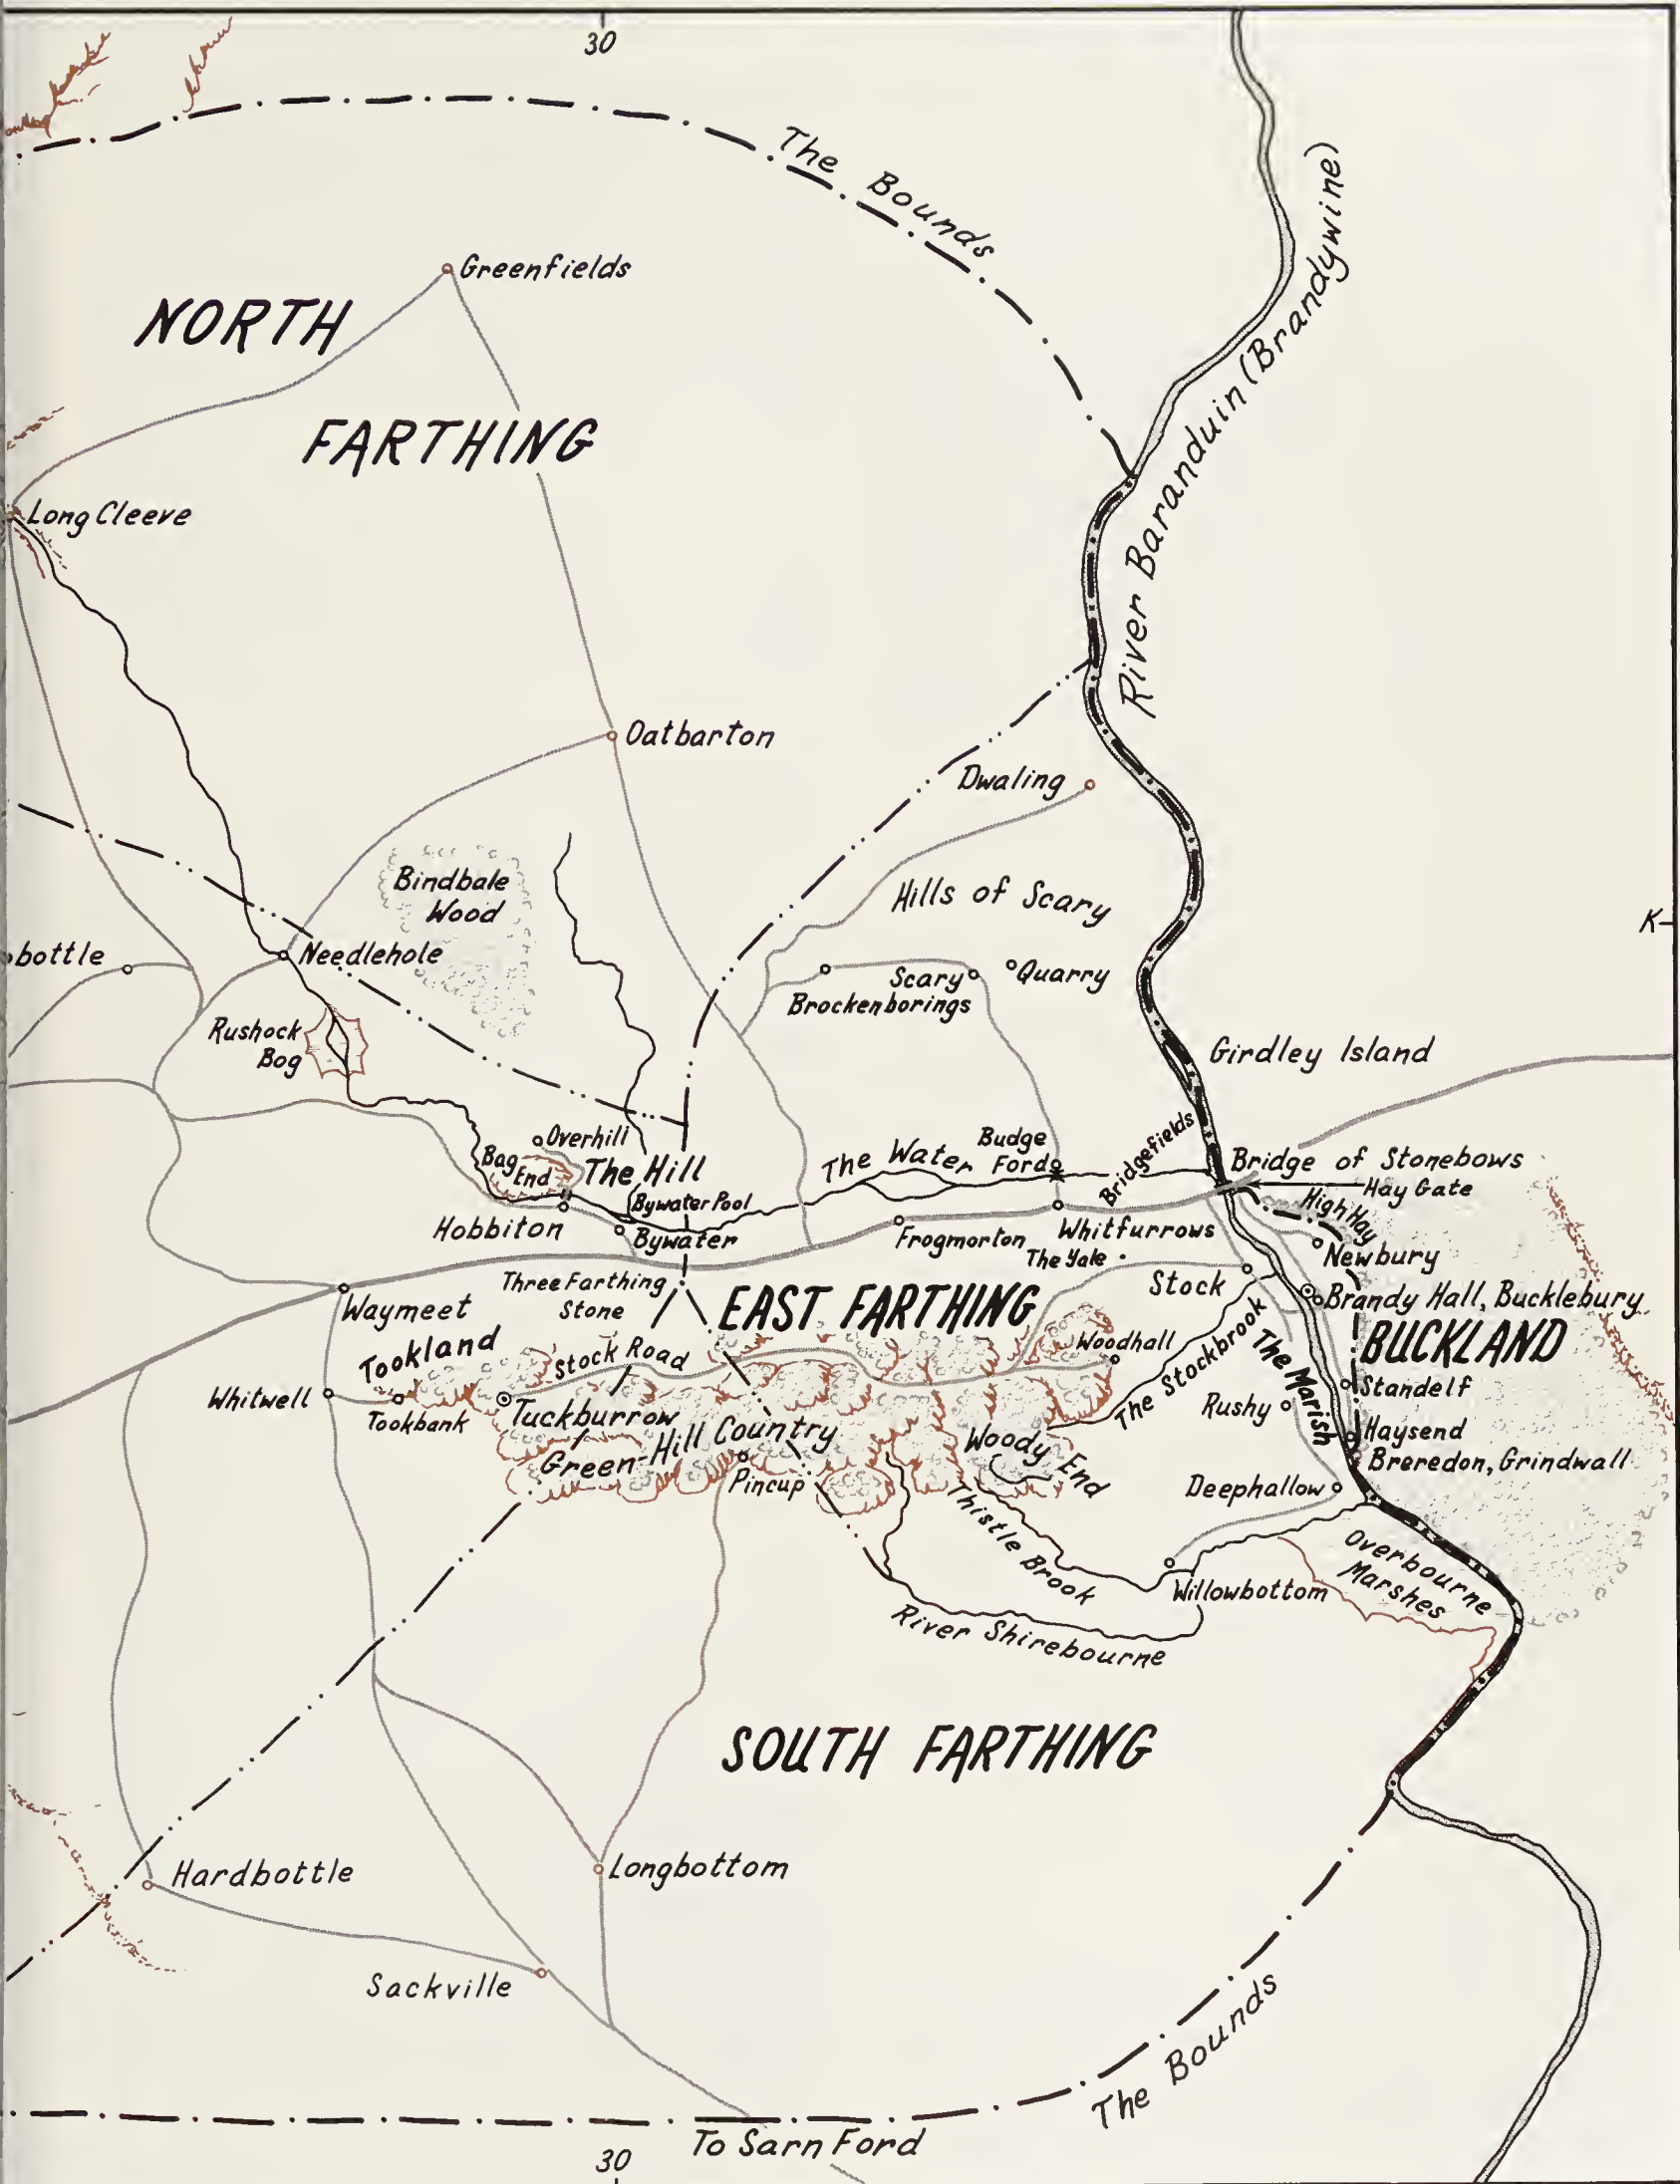 30
The Bounds
Greenfields
NORTH
FARTHING
River Baranduin (Brandywine)
Long Cleeve
Oatbarton
Dwaling
Bindbale
Wood
Hills of Scary
K-
bottle
Needlehole
Scary
Quarry
Brockenborings
Rushock
Bog
Girdley Island
Overhill
Bag
End
The Hill
The Water
Budge
Ford
Bridgefields
Bridge of Stonebows
Hay Gate
High Hay
Bywater Pool
Hobbiton
Bywater
Frogmorton
Whitfurrows
The Yale
Newbury
Three Farthing
Stone
EAST FARTHING
Stock
Brandy Hall, Bucklebury
Waymeet
BUCKLAND
Tookland
Stock Road
Woodhall
The Stockbrook
The Marish
Standelf
Whitwell
Tookbank
Tuckburrow
Rushy
Haysend
Green-Hill Country
Woody End
Breredon, Grindwall
Pincup
Deephallow
Thistle Brook
Overbourne
Marshes
Willowbottom
River Shirebourne
SOUTH FARTHING
Hardbottle
Longbottom
Sackville
The Bounds
To Sarn Ford
30